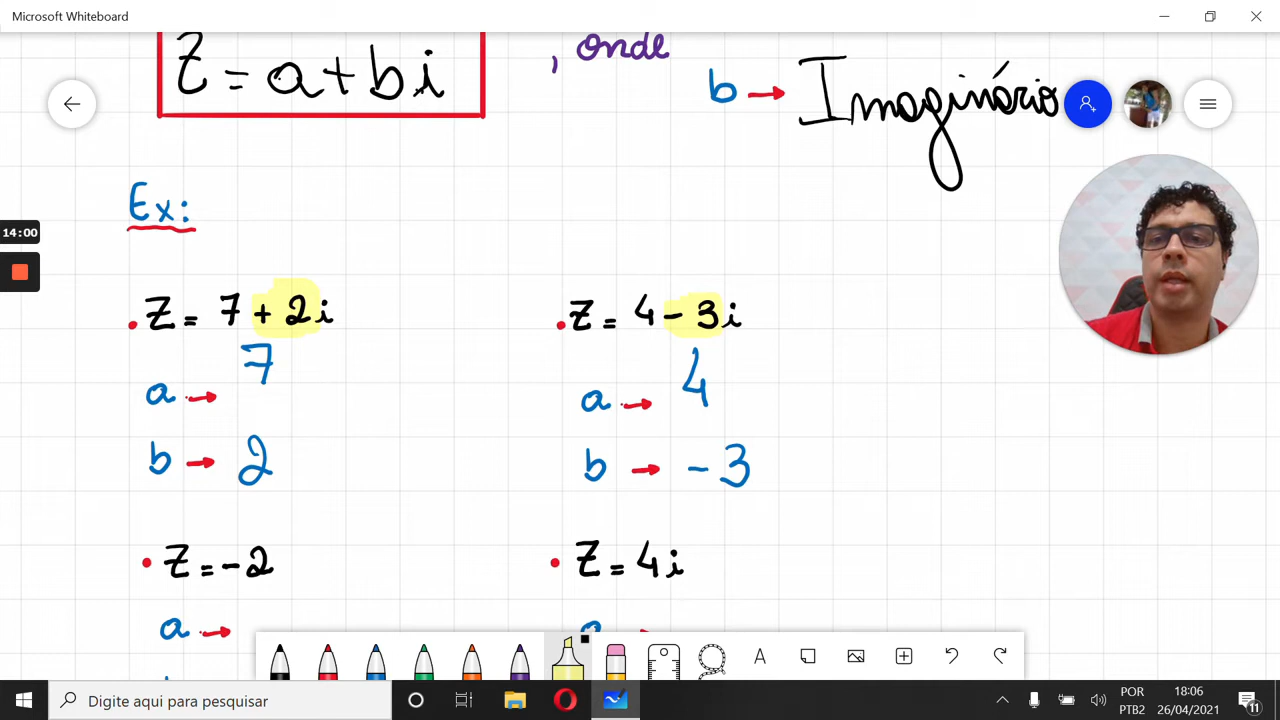 Microsoft Whiteboard
, onde
Z = a + bi
b → Imaginário
Ex:
14:00
. Z = 7 + 2i
. Z = 4 - 3i
a → 7
a → 4
b → 2
b → -3
• Z = -2
• Z = 4i
a →
a
A
Digite aqui para pesquisar
POR
PTB2
18:06
26/04/2021
11